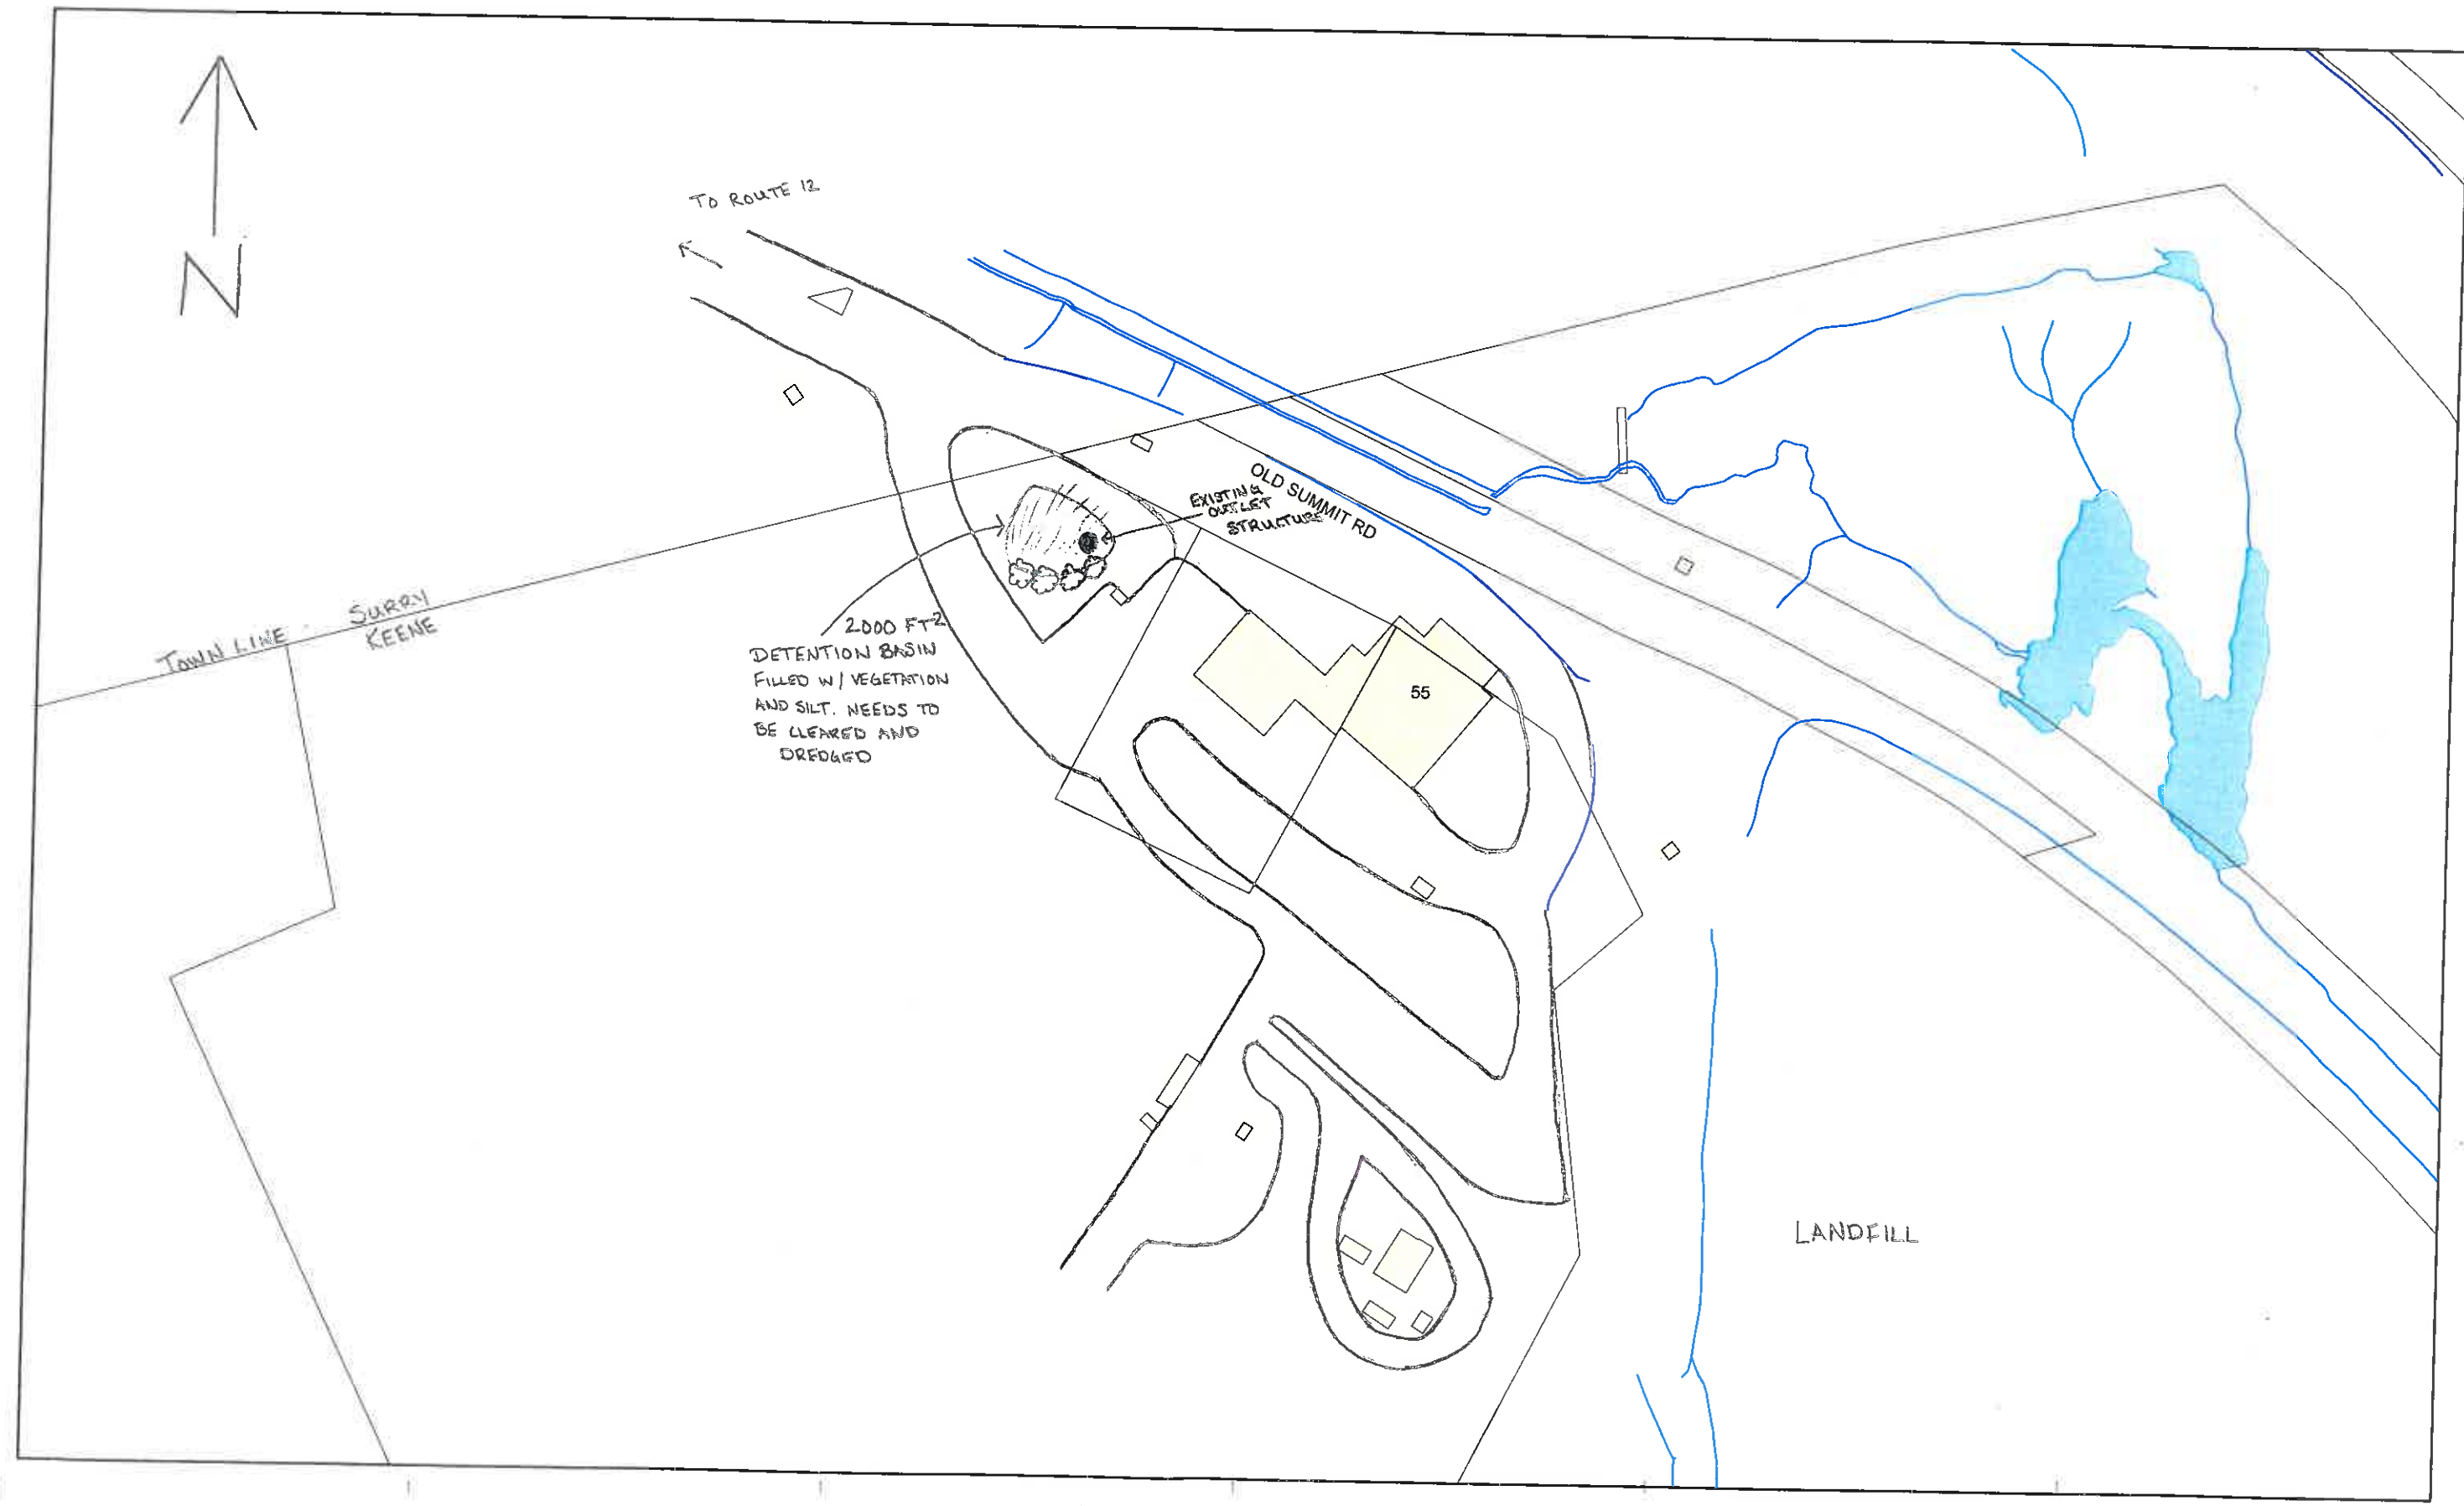 N
TO ROUTE 12
OLD SUMMIT RD
EXISTING
OUTLET
STRUCTURE
TOWN LINE
SURRY
KEENE
2000 FT2
DETENTION BASIN
FILLED W/ VEGETATION
AND SILT. NEEDS TO
BE CLEARED AND
DREDGED
55
LANDFILL